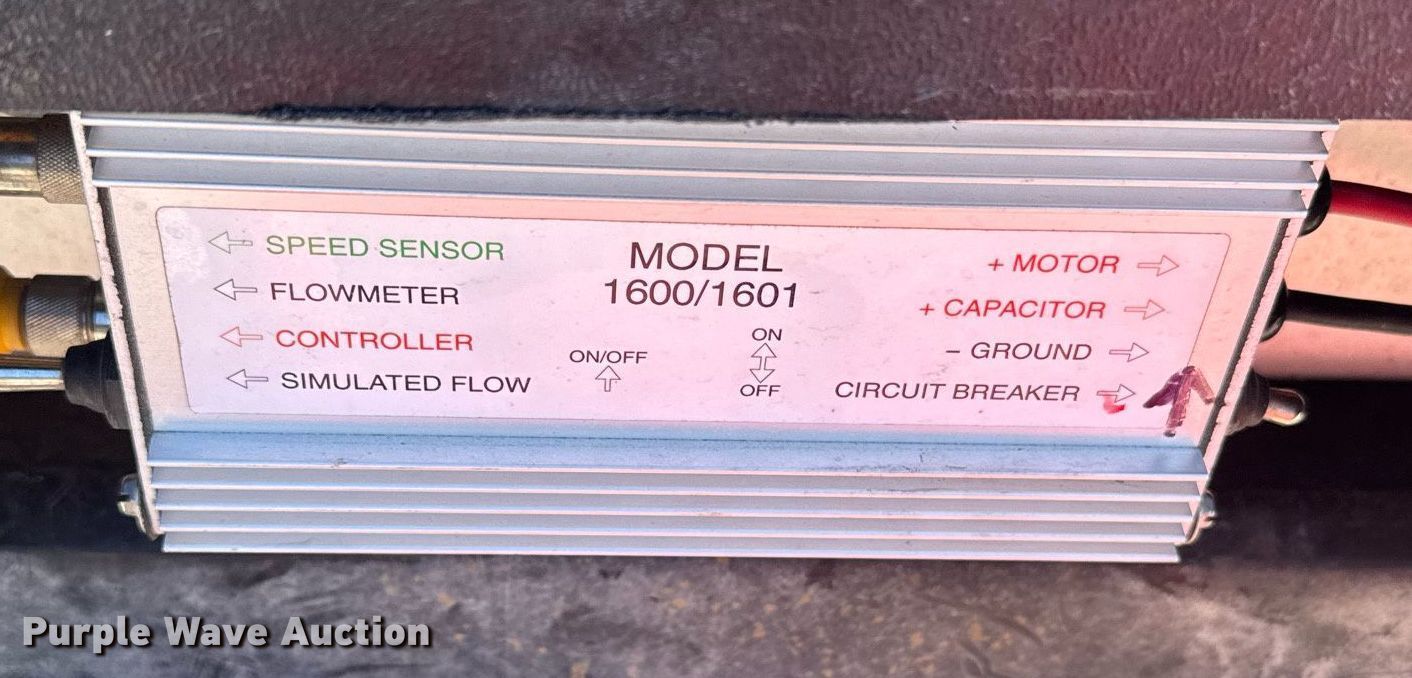 SPEED SENSOR
FLOWMETER
CONTROLLER
SIMULATED FLOW
MODEL
1600/1601
ON/OFF
ON
OFF
+ MOTOR
+ CAPACITOR
– GROUND
CIRCUIT BREAKER
Purple Wave Auction